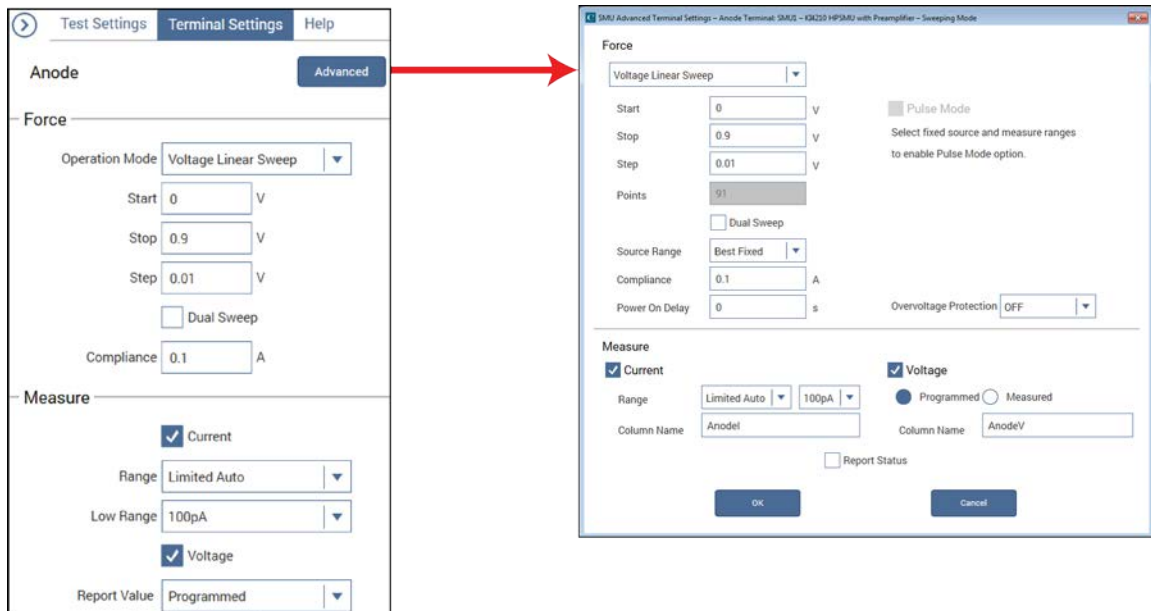 Test Settings Terminal Settings Help
Anode Advanced
Force
Operation Mode Voltage Linear Sweep
Start 0 V
Stop 0.9 V
Step 0.01 V
Dual Sweep
Compliance 0.1 A
Measure
Current
Range Limited Auto
Low Range 100pA
Voltage
Report Value Programmed
SMU Advanced Terminal Settings - Anode Terminal: SMU1 - KI4210 HPSMU with Preamplifier - Sweeping Mode
Force
Voltage Linear Sweep
Start 0 V Pulse Mode
Stop 0.9 V Select fixed source and measure ranges
Step 0.01 V to enable Pulse Mode option.
Points 91
Dual Sweep
Source Range Best Fixed
Compliance 0.1 A
Power On Delay 0 s Overvoltage Protection OFF
Measure
Current Voltage
Range Limited Auto 100pA Programmed Measured
Column Name AnodeI Column Name AnodeV
Report Status
OK Cancel